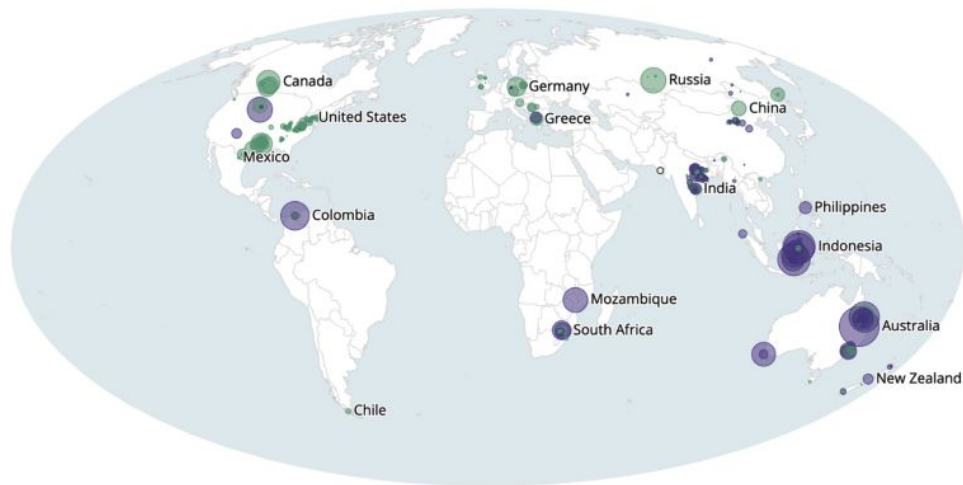 Canada
Germany
Russia
China
United States
Greece
Mexico
India
Colombia
Philippines
Indonesia
Mozambique
South Africa
Australia
New Zealand
Chile